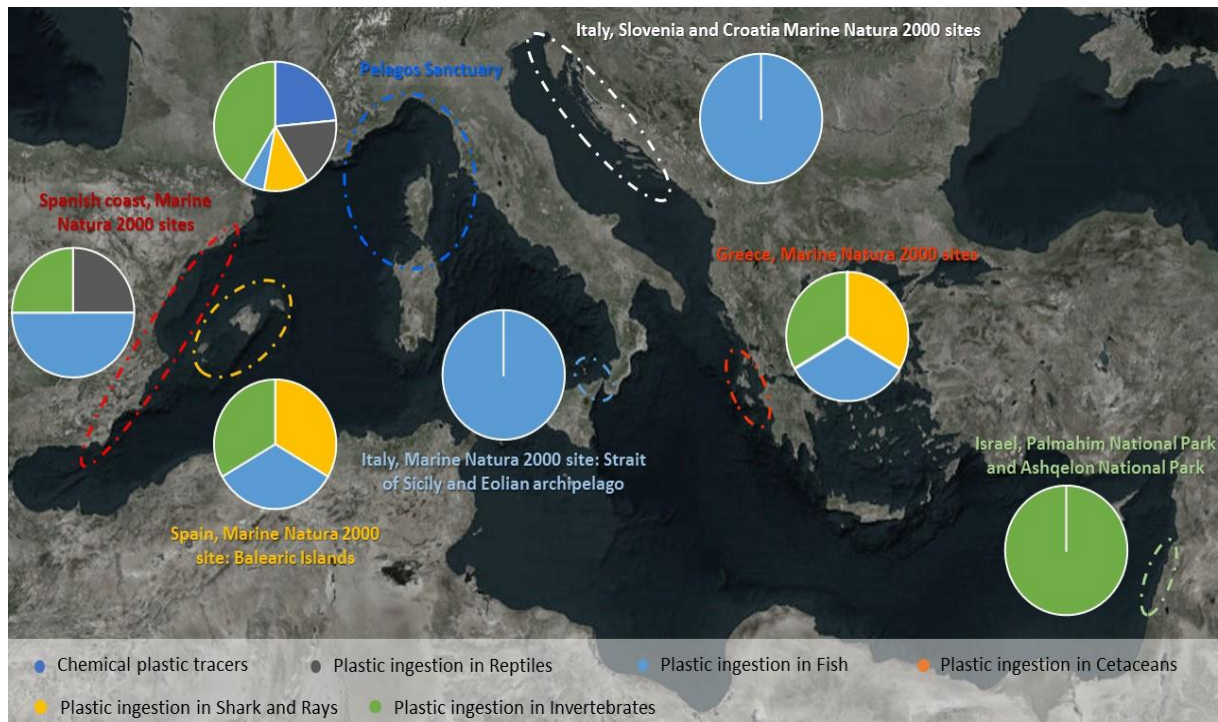 Italy, Slovenia and Croatia Marine Natura 2000 sites
Pelagos Sanctuary
Spanish coast, Marine
Natura 2000 sites
Greece, Marine Natura 2000 sites
Italy, Marine Natura 2000 site: Strait
of Sicily and Eolian archipelago
Israel, Palmahim National Park
and Ashqelon National Park
Spain, Marine Natura 2000
site: Balearic Islands
Chemical plastic tracers
Plastic ingestion in Reptiles
Plastic ingestion in Fish
Plastic ingestion in Cetaceans
Plastic ingestion in Shark and Rays
Plastic ingestion in Invertebrates